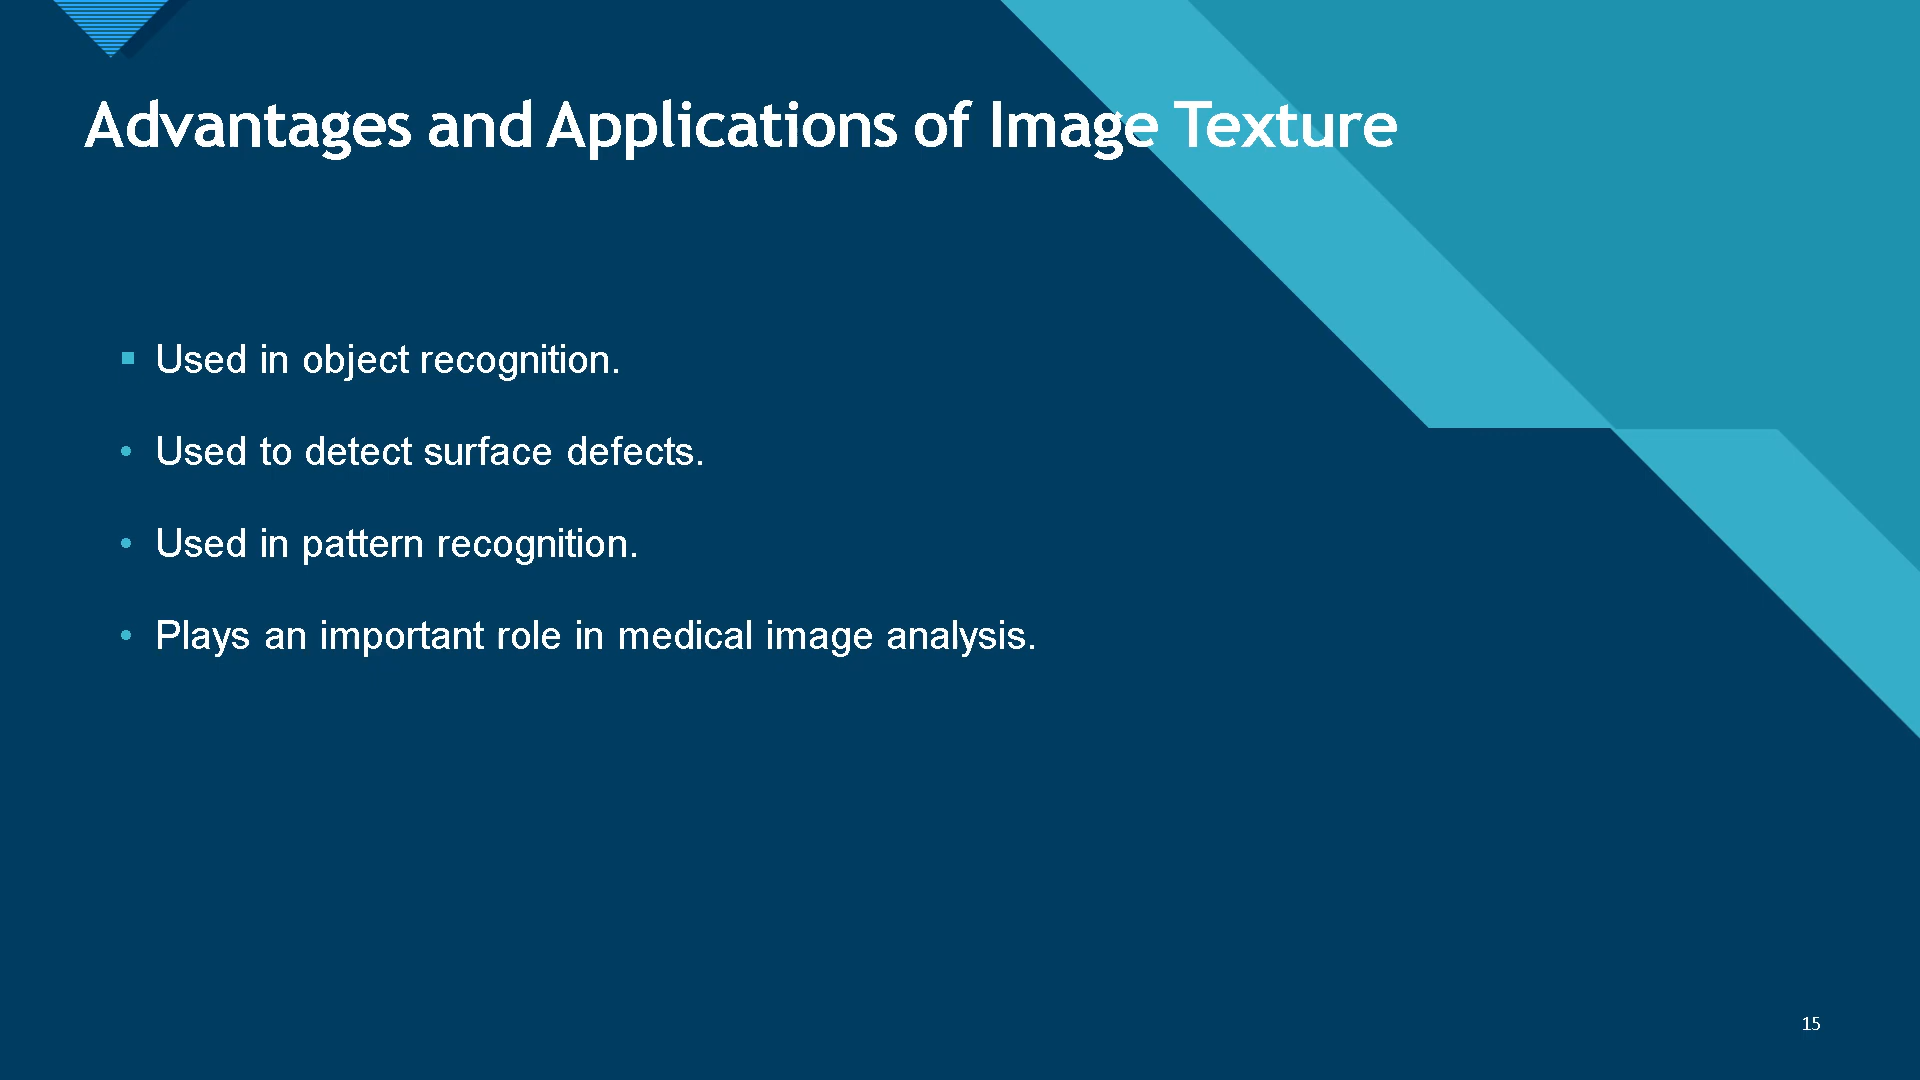 Advantages and Applications of Image Texture
▪ Used in object recognition.
• Used to detect surface defects.
• Used in pattern recognition.
• Plays an important role in medical image analysis.
15